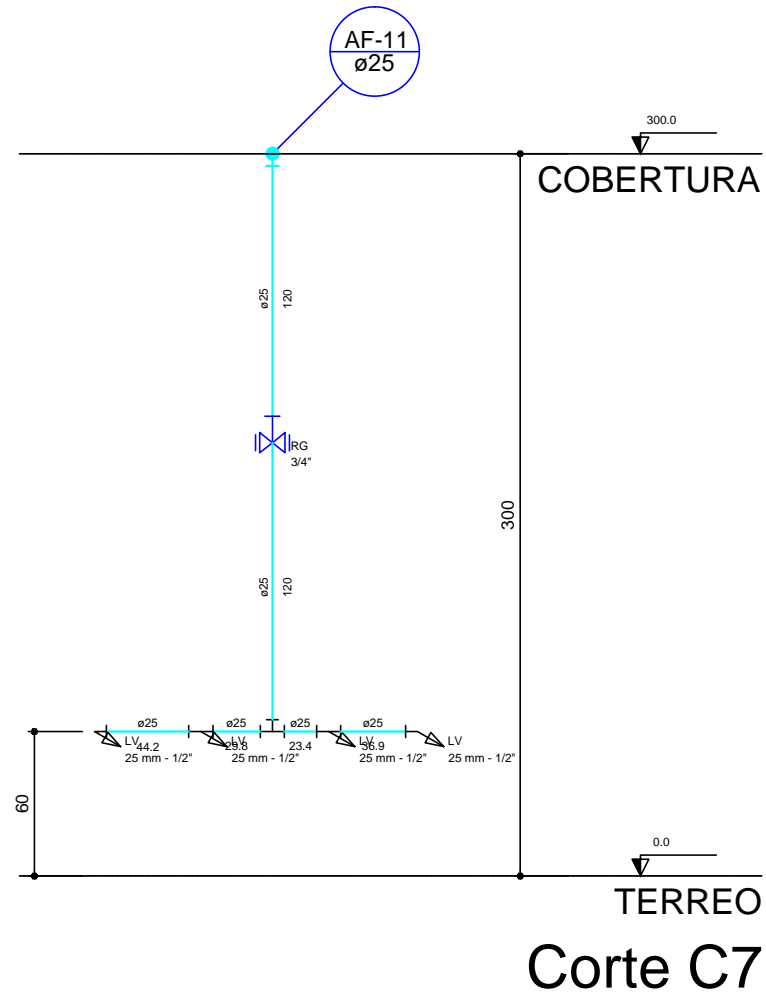 AF-11
ø25
300.0
COBERTURA
ø25
120
RG
3/4"
300
ø25
120
ø25
ø25
ø25
ø25
LV
44.2
25 mm - 1/2"
LV
29.8
25 mm - 1/2"
23.4
LV
36.9
25 mm - 1/2"
LV
25 mm - 1/2"
60
0.0
TERREO
Corte C7